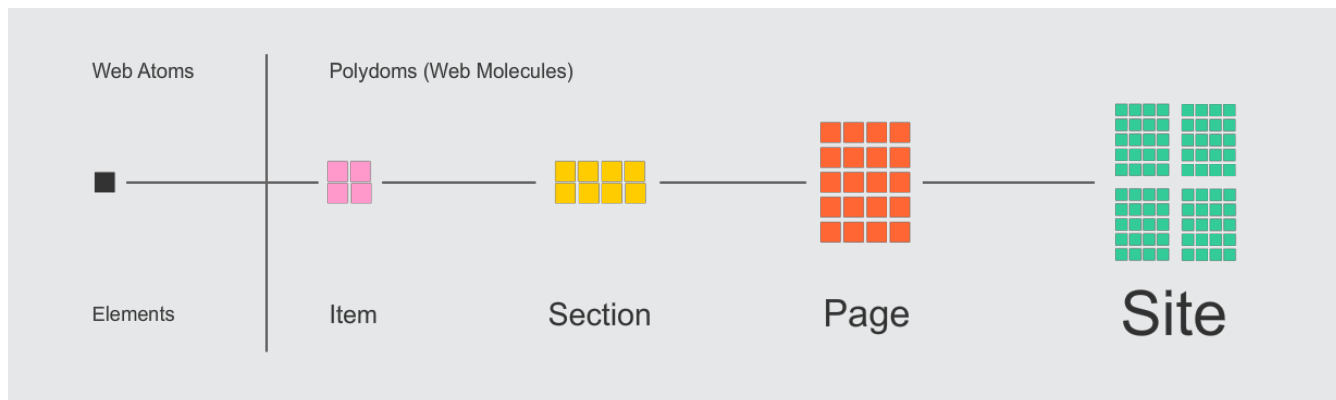 Web Atoms
Polydoms (Web Molecules)
Elements
Item
Section
Page
Site